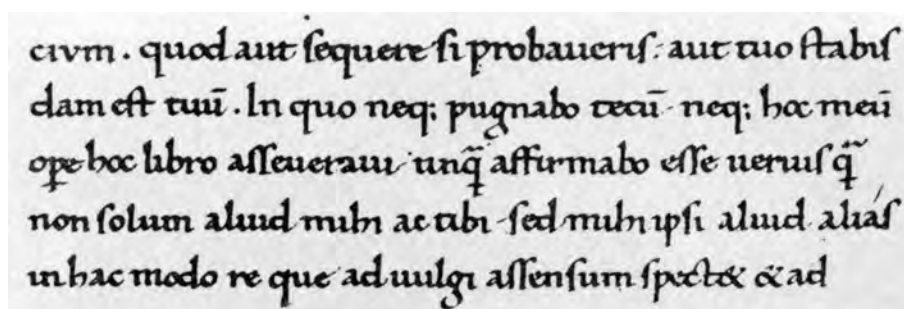 civm . quod aut sequere si probaueris: aut tuo stabis
dam est tuū . In quo neq; pugnabo tecū · neq; hoc meū
oꝑe hoc libro asseueraui · unq̄ affirmabo esse uerius q̄
non solum aliud mihi ac tibi · sed mihi ipsi aliud alias
in hac modo re que ad uulgi assensum spectet & ad